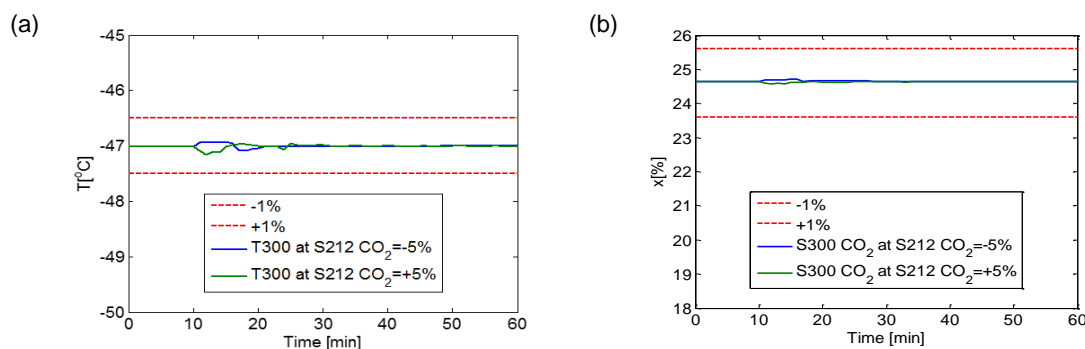 (a)
-45
-46
-47
-48
-49
-50
T[°C]
0 10 20 30 40 50 60
Time [min]
-1%
+1%
T300 at S212 CO2=-5%
T300 at S212 CO2=+5%
(b)
26
25
24
23
22
21
20
19
18
x[%]
0 10 20 30 40 50 60
Time [min]
-1%
+1%
S300 CO2 at S212 CO2=-5%
S300 CO2 at S212 CO2=+5%